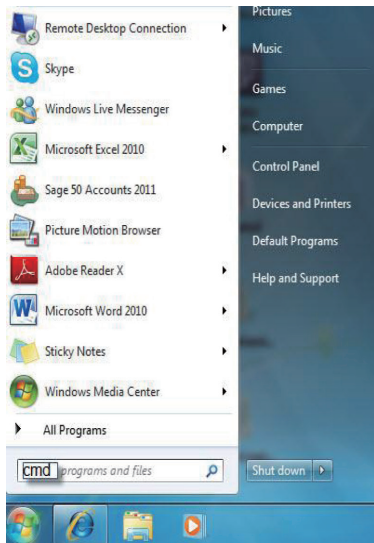 Remote Desktop Connection
Skype
Windows Live Messenger
Microsoft Excel 2010
Sage 50 Accounts 2011
Picture Motion Browser
Adobe Reader X
Microsoft Word 2010
Sticky Notes
Windows Media Center
All Programs
cmd programs and files
Pictures
Music
Games
Computer
Control Panel
Devices and Printers
Default Programs
Help and Support
Shut down